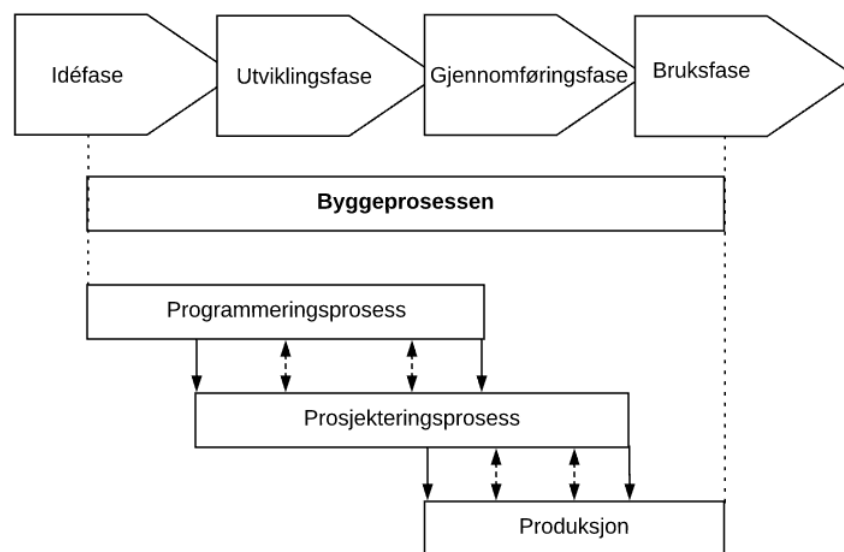 Idéfase
Utviklingsfase
Gjennomføringsfase
Bruksfase
Byggeprosessen
Programmeringsprosess
Prosjekteringsprosess
Produksjon